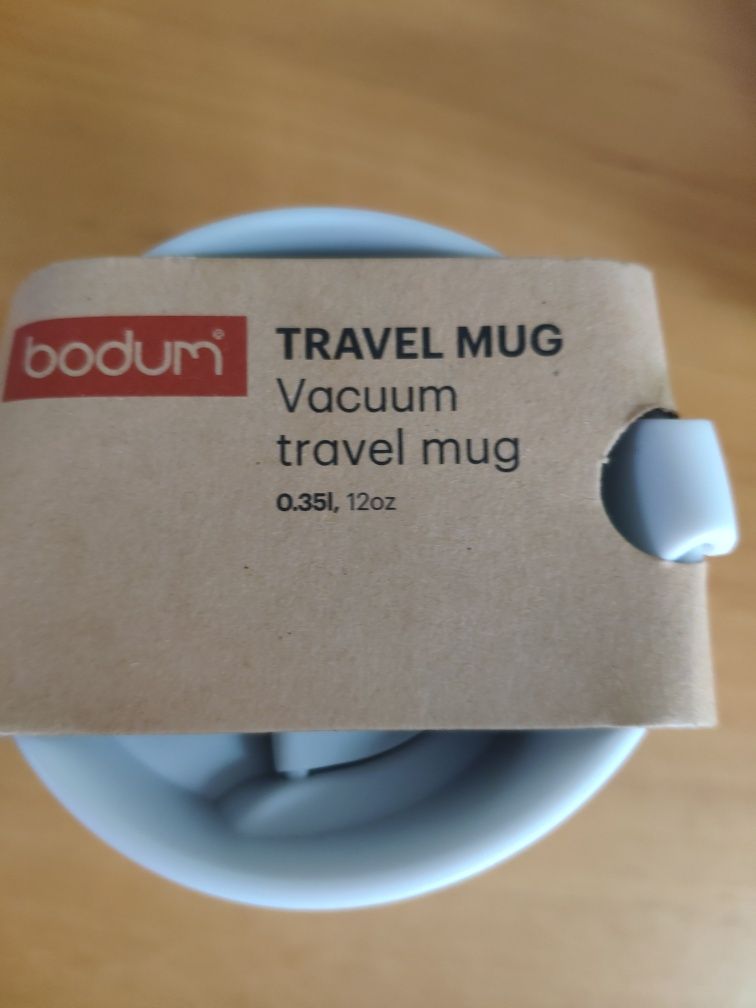 bodum®
TRAVEL MUG
Vacuum
travel mug
0.35l, 12oz